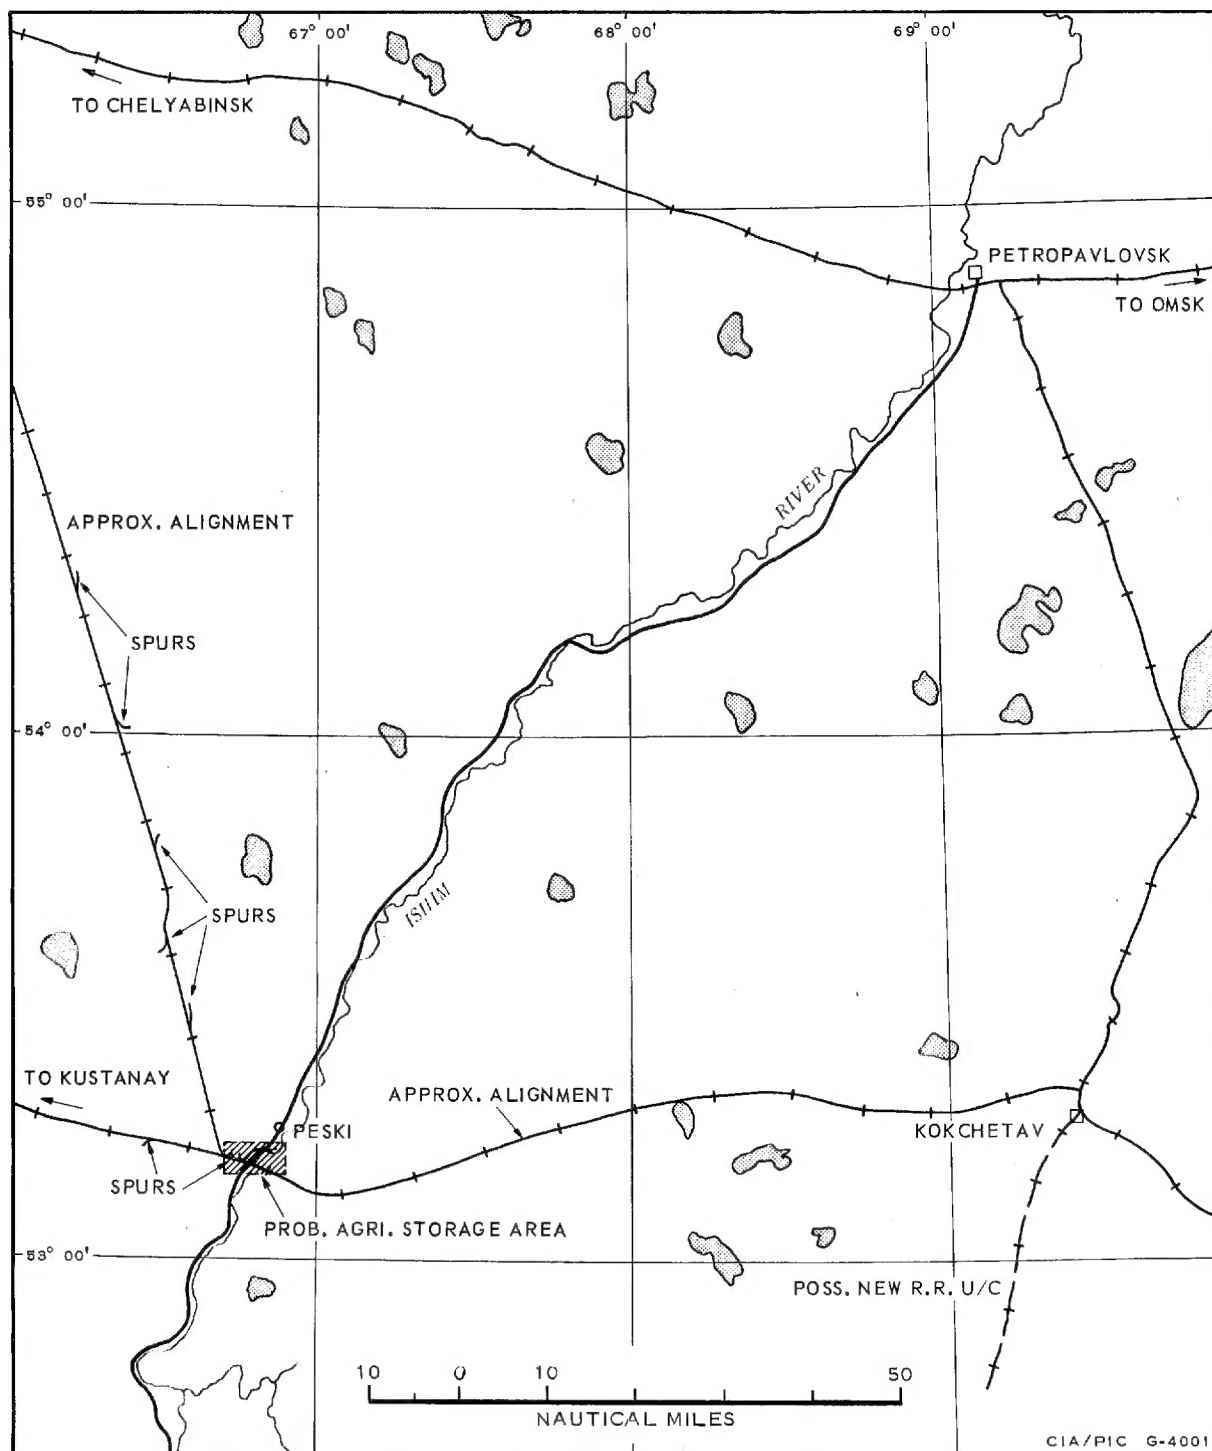 67° 00'
68° 00'
69° 00'
TO CHELYABINSK
55° 00'
PETROPAVLOVSK
TO OMSK
RIVER
APPROX. ALIGNMENT
SPURS
54° 00'
ISHIM
SPURS
TO KUSTANAY
APPROX. ALIGNMENT
PESKI
KOKCHETAV
SPURS
PROB. AGRI. STORAGE AREA
53° 00'
POSS. NEW R.R. U/C
10 0 10 50
NAUTICAL MILES
CIA/PIC G-4001